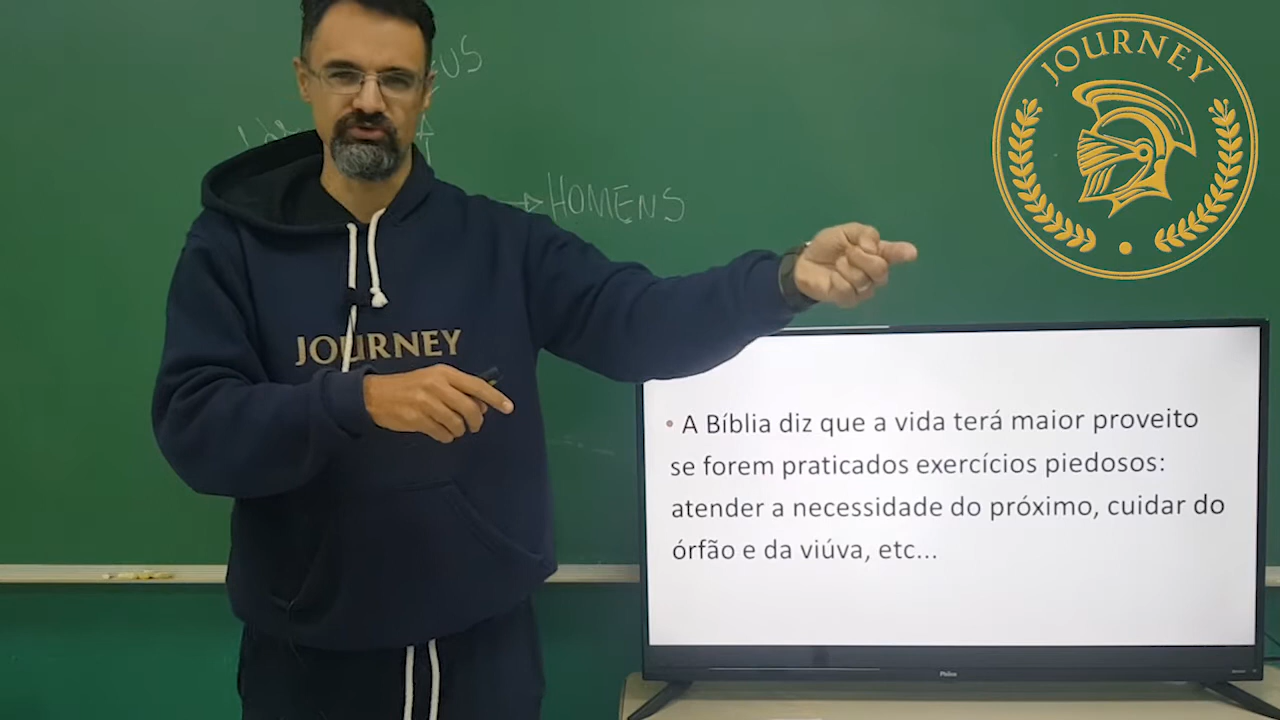 JOURNEY
HOMENS
JOURNEY
• A Bíblia diz que a vida terá maior proveito
se forem praticados exercícios piedosos:
atender a necessidade do próximo, cuidar do
órfão e da viúva, etc...
Philco